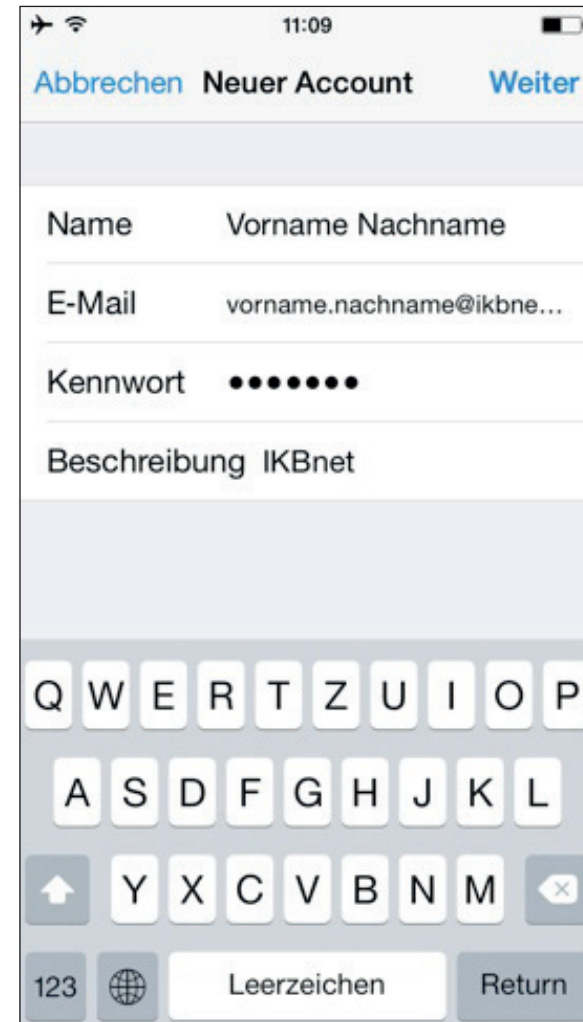 11:09
Abbrechen Neuer Account Weiter
Name Vorname Nachname
E-Mail vorname.nachname@ikbne...
Kennwort •••••••
Beschreibung IKBnet
Q W E R T Z U I O P
A S D F G H J K L
Y X C V B N M
123 Leerzeichen Return